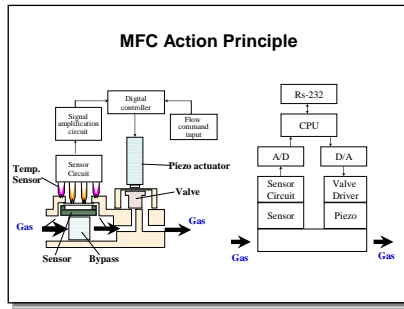 MFC Action Principle
Signal
amplification
circuit
Digital
controller
Flow
command
input
Temp.
Sensor
Sensor
Circuit
Piezo actuator
Valve
Gas
Gas
Sensor
Bypass
Rs-232
CPU
A/D
D/A
Sensor
Circuit
Valve
Driver
Sensor
Piezo
Gas
Gas